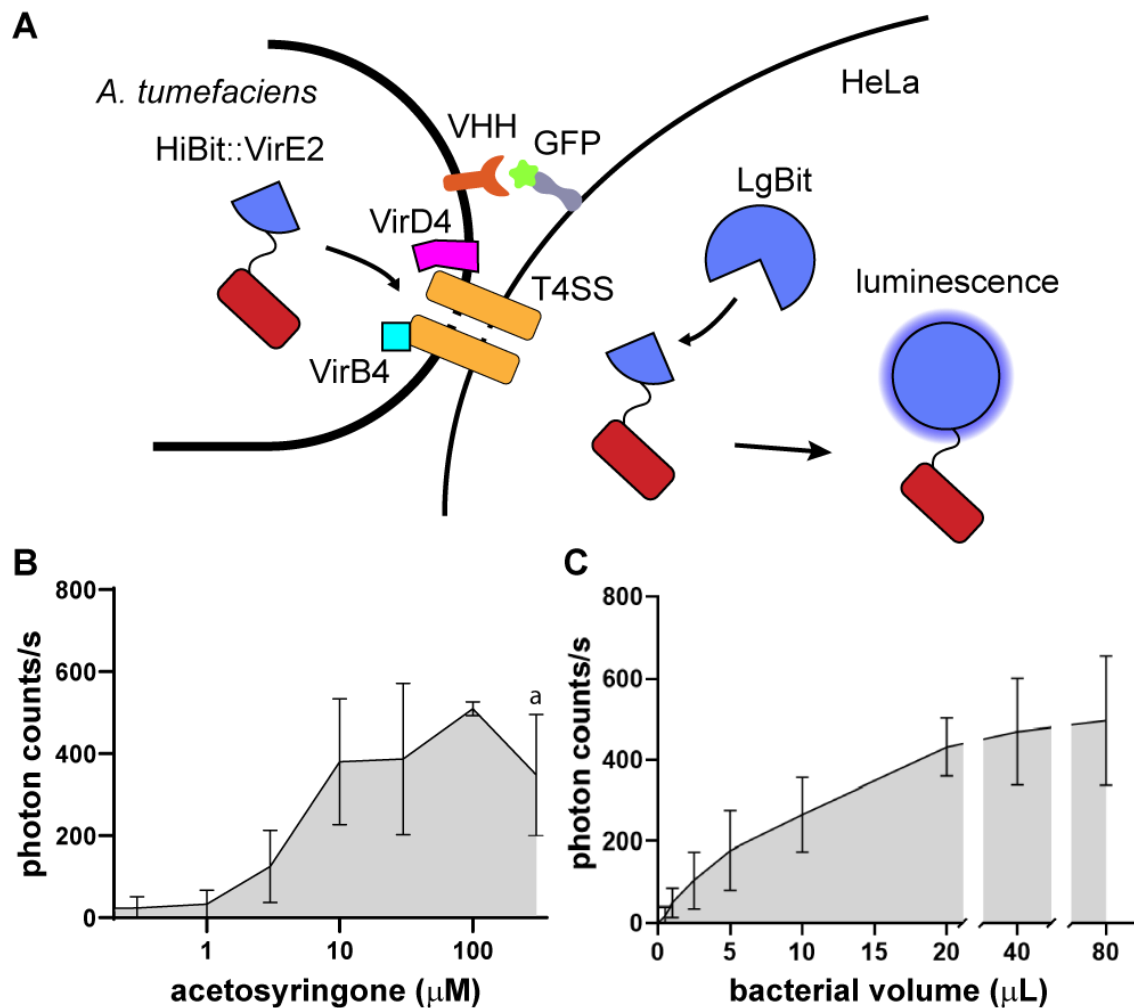 A
A. tumefaciens
HiBit::VirE2
VHH
GFP
HeLa
LgBit
VirD4
T4SS
luminescence
VirB4
B
800
600
400
200
0
photon counts/s
a
1
10
100
acetosyringone (μM)
C
800
600
400
200
0
photon counts/s
0
5
10
15
20
40
80
bacterial volume (μL)